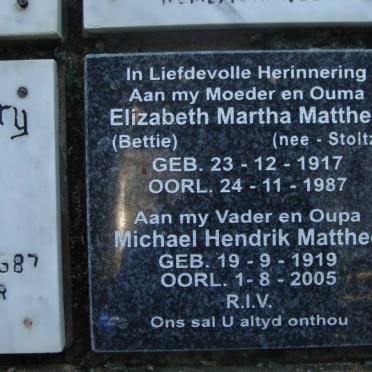 In Liefdevolle Herinnering
Aan my Moeder en Ouma
Elizabeth Martha Matthe
(Bettie) (nee - Stoltz
GEB. 23 - 12 - 1917
OORL. 24 - 11 - 1987
Aan my Vader en Oupa
Michael Hendrik Matthe
GEB. 19 - 9 - 1919
OORL. 1- 8 - 2005
R.I.V.
Ons sal U altyd onthou
ry
987
R